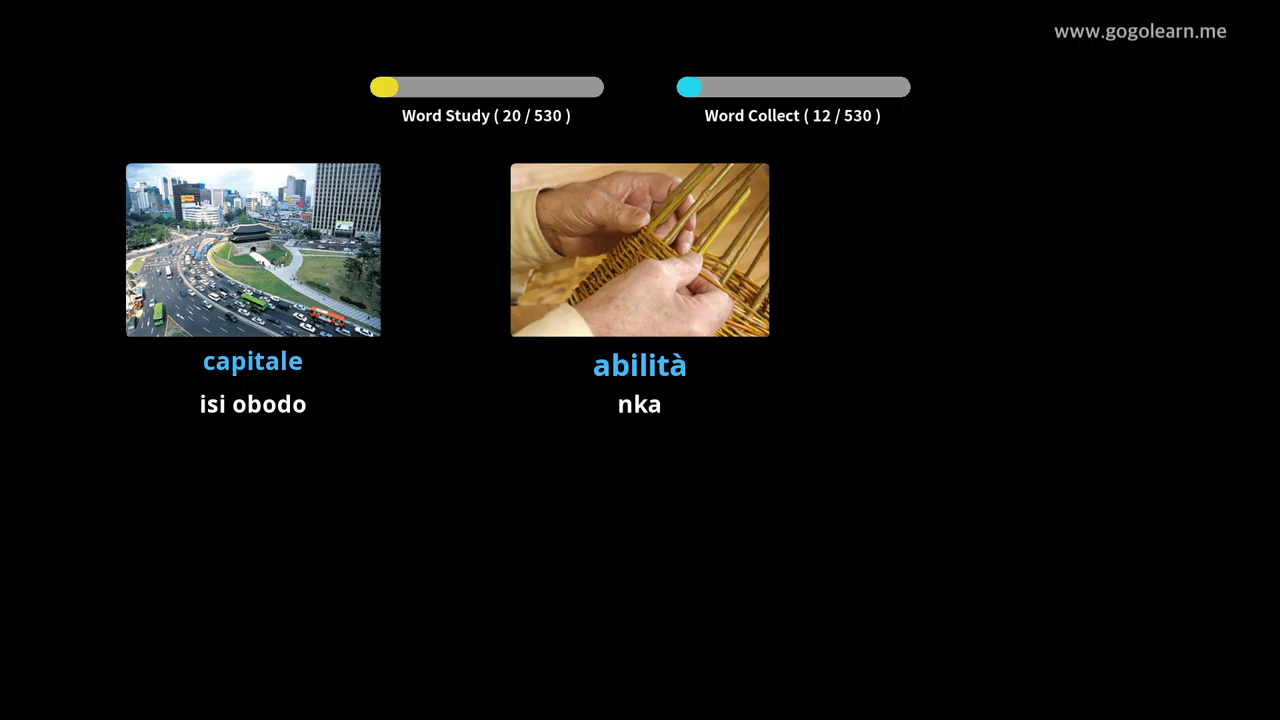 www.gogolearn.me
Word Study ( 20 / 530 )
Word Collect ( 12 / 530 )
capitale
isi obodo
abilità
nka